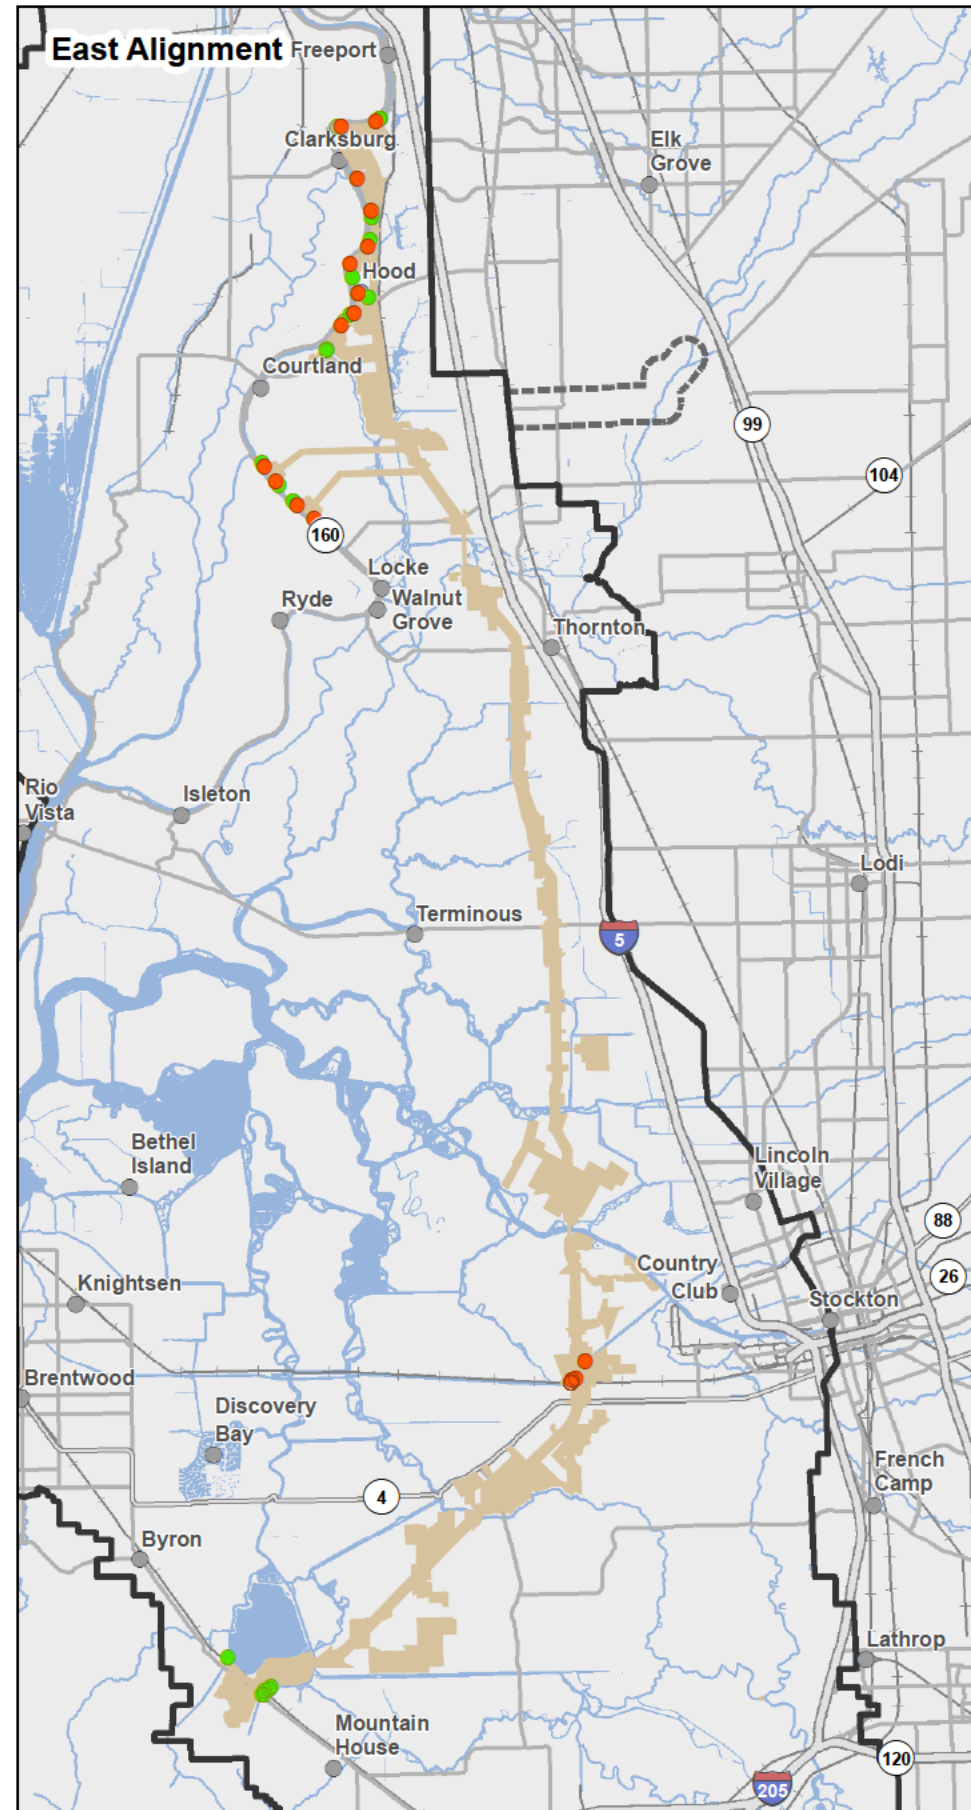 East Alignment
Freeport
Clarksburg
Elk
Grove
Hood
Courtland
99
104
160
Locke
Walnut
Grove
Ryde
Thornton
Rio
Vista
Isleton
Lodi
Terminous
5
Bethel
Island
Lincoln
Village
88
Country
Club
26
Knightsen
Stockton
Brentwood
Discovery
Bay
French
Camp
4
Byron
Lathrop
Mountain
House
120
205